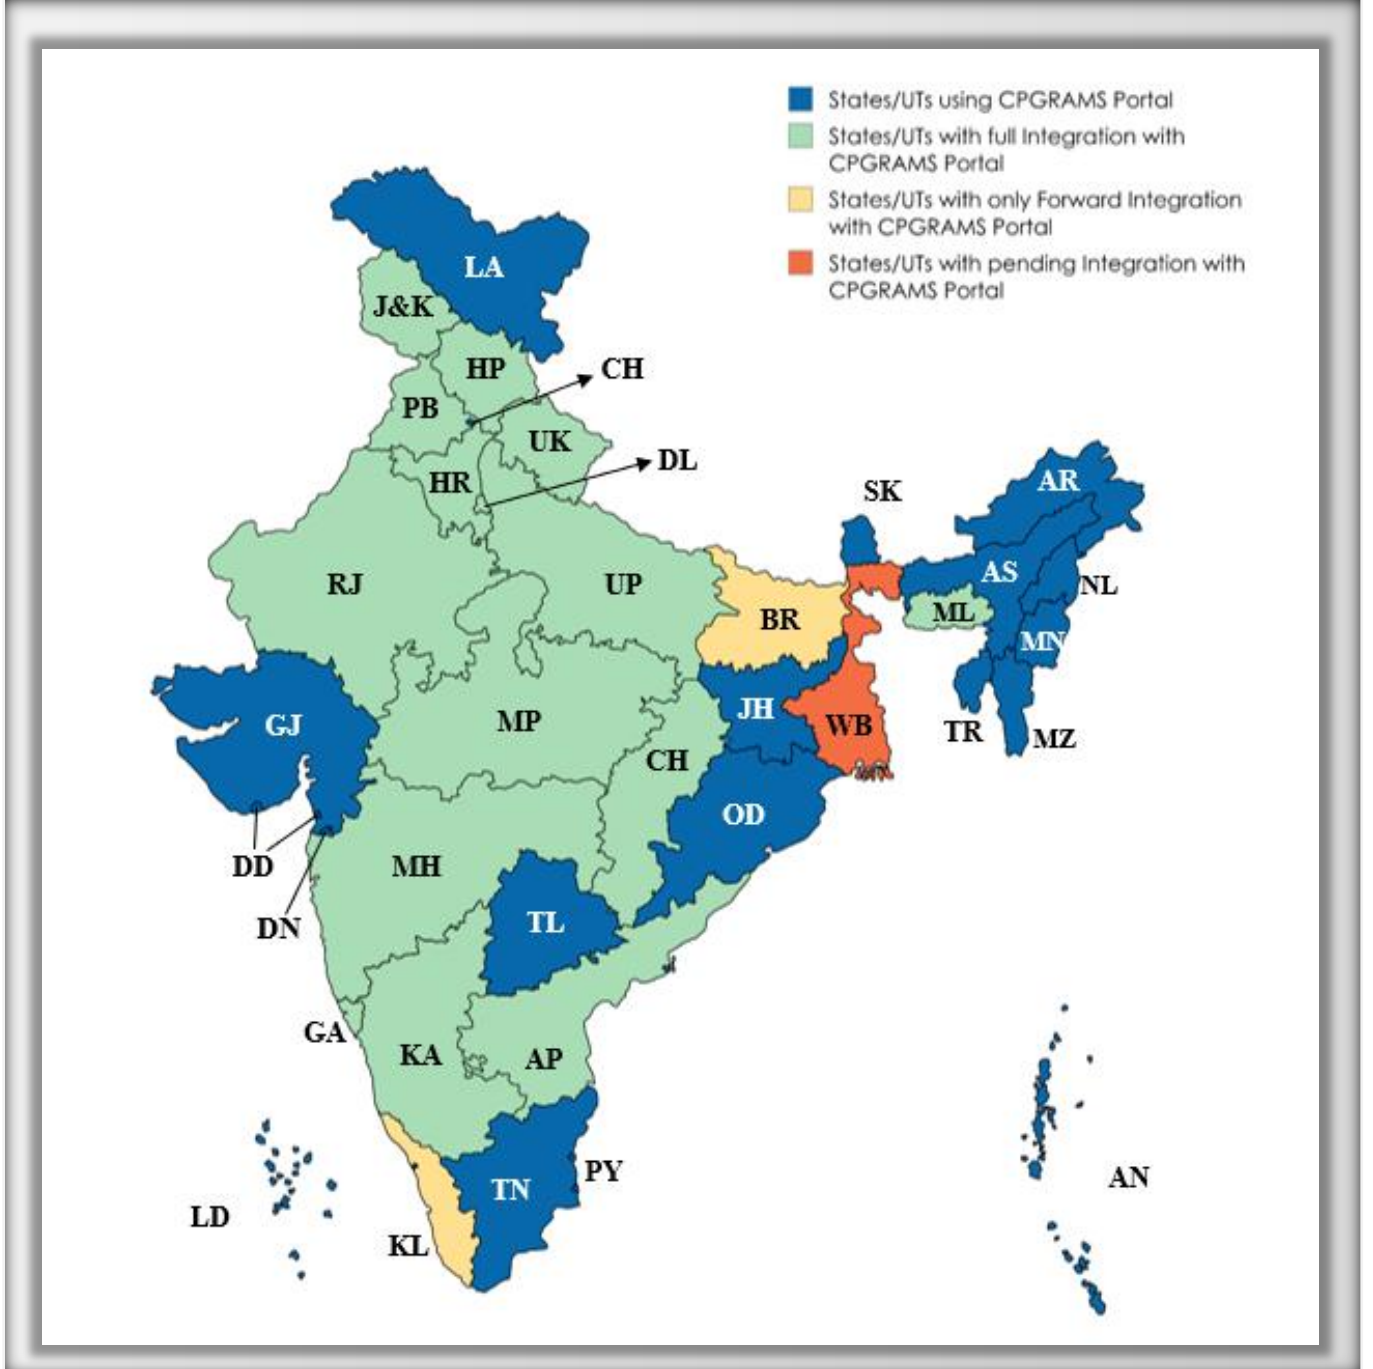 States/UTs using CPGRAMS Portal
States/UTs with full Integration with
CPGRAMS Portal
States/UTs with only Forward Integration
with CPGRAMS Portal
States/UTs with pending Integration with
CPGRAMS Portal
LA
J&K
HP
CH
PB
UK
DL
HR
SK
AR
RJ
UP
AS
NL
BR
ML
MN
GJ
MP
JH
WB
TR
MZ
CH
OD
DD
MH
DN
TL
GA
KA
AP
PY
AN
TN
LD
KL